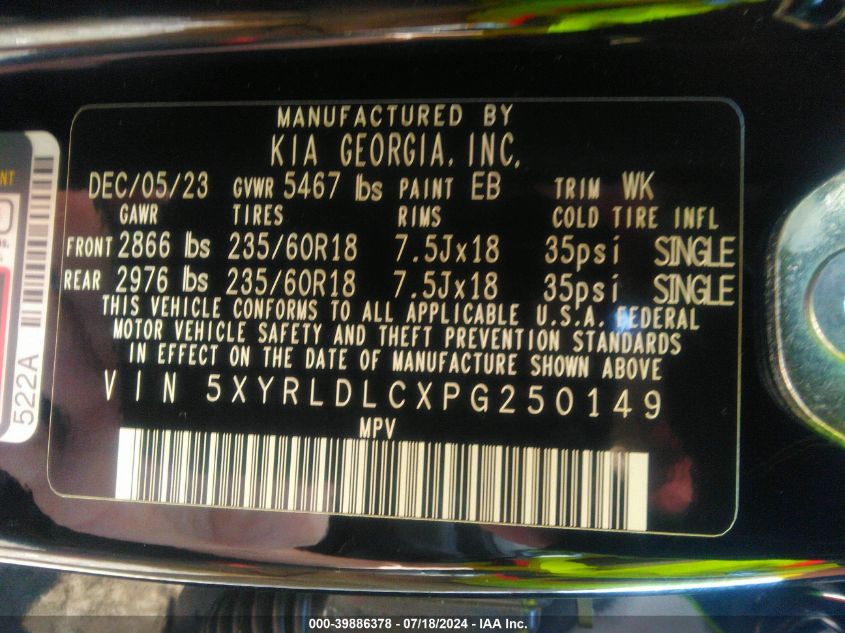 MANUFACTURED BY
KIA GEORGIA, INC.
DEC/05/23 GVWR 5467 lbs PAINT EB TRIM WK
GAWR TIRES RIMS COLD TIRE INFL
FRONT 2866 lbs 235/60R18 7.5Jx18 35psi SINGLE
REAR 2976 lbs 235/60R18 7.5Jx18 35psi SINGLE
THIS VEHICLE CONFORMS TO ALL APPLICABLE U.S.A. FEDERAL
MOTOR VEHICLE SAFETY AND THEFT PREVENTION STANDARDS
IN EFFECT ON THE DATE OF MANUFACTURE SHOWN ABOVE
VIN 5XYRLDLCXPG250149
MPV
522A
000-39886378 - 07/18/2024 - IAA Inc.